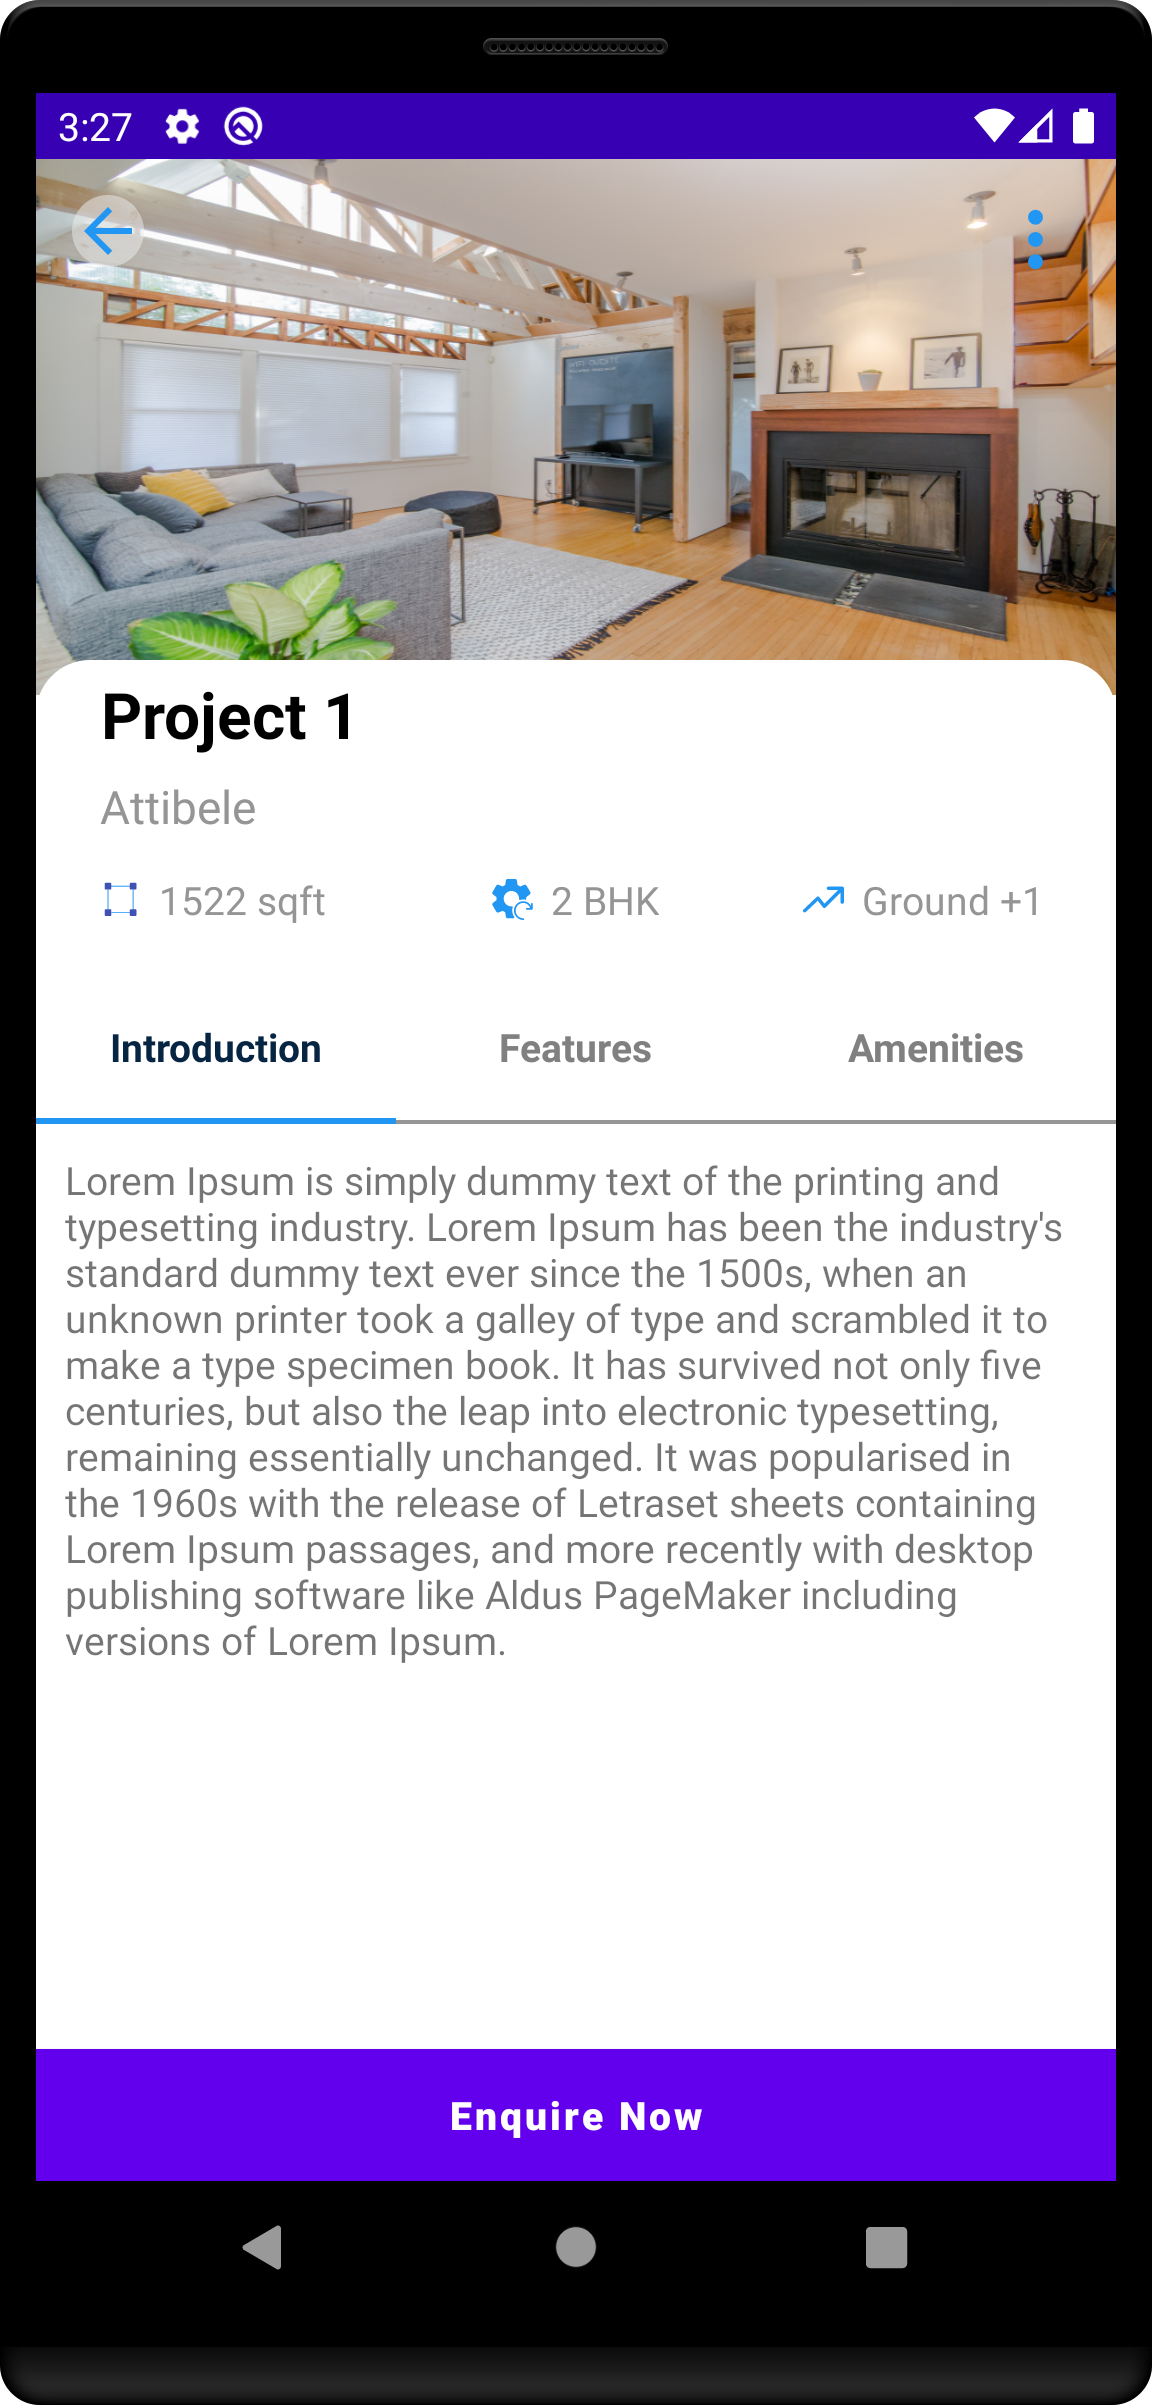 3:27
Project 1
Attibele
1522 sqft 2 BHK Ground +1
Introduction Features Amenities
Lorem Ipsum is simply dummy text of the printing and
typesetting industry. Lorem Ipsum has been the industry's
standard dummy text ever since the 1500s, when an
unknown printer took a galley of type and scrambled it to
make a type specimen book. It has survived not only five
centuries, but also the leap into electronic typesetting,
remaining essentially unchanged. It was popularised in
the 1960s with the release of Letraset sheets containing
Lorem Ipsum passages, and more recently with desktop
publishing software like Aldus PageMaker including
versions of Lorem Ipsum.
Enquire Now